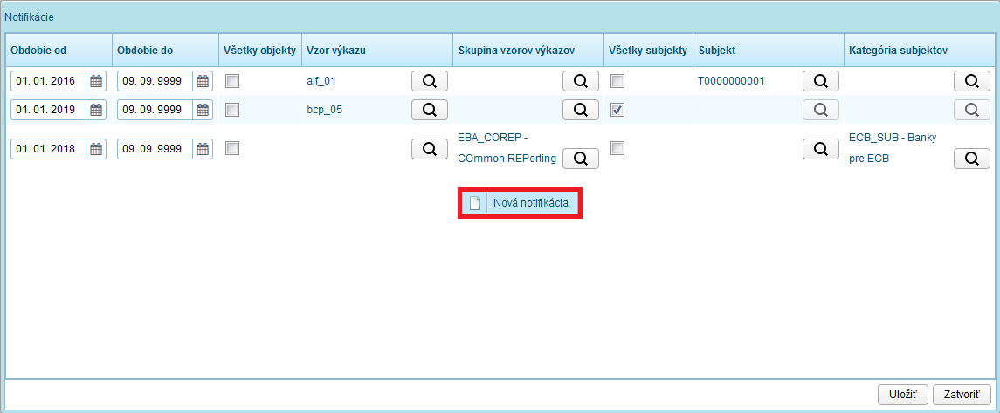 Notifikácie
Obdobie od Obdobie do Všetky objekty Vzor výkazu Skupina vzorov výkazov Všetky subjekty Subjekt Kategória subjektov
01. 01. 2016 09. 09. 9999 aif_01 T0000000001
01. 01. 2019 09. 09. 9999 bcp_05
01. 01. 2018 09. 09. 9999 EBA_COREP - ECB_SUB - Banky
COmmon REPorting pre ECB
Nová notifikácia
Uložiť Zatvoriť